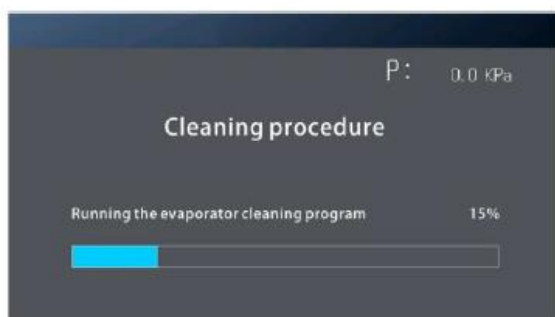 P: 0.0 KPa
Cleaning procedure
Running the evaporator cleaning program 15%